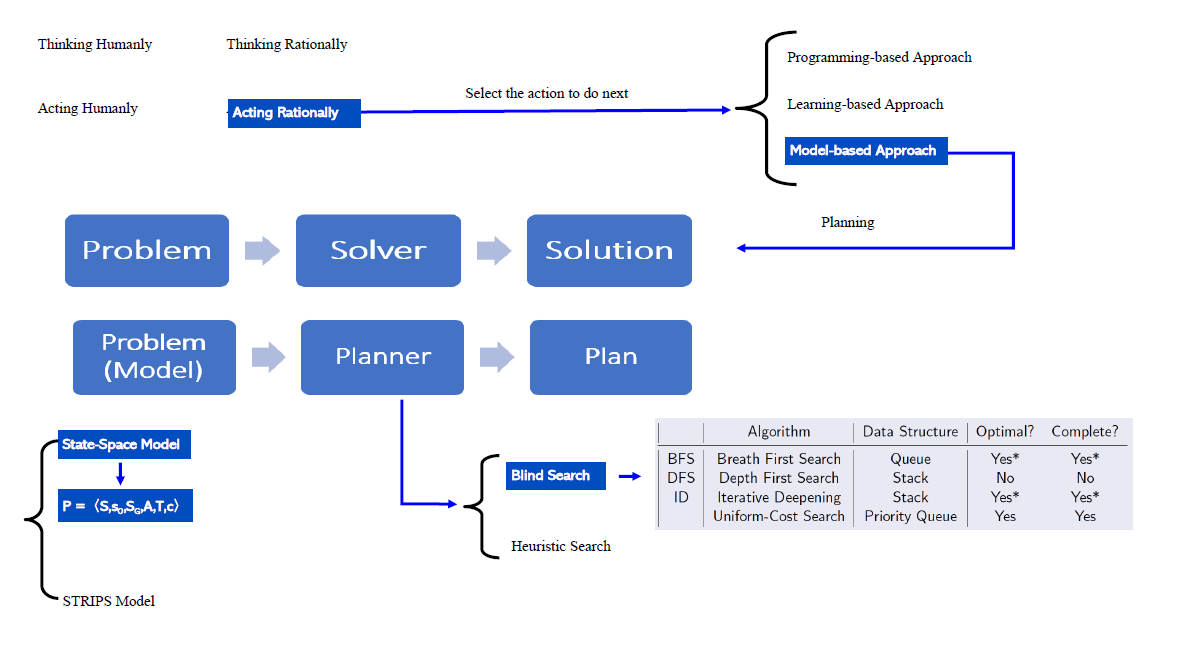 Thinking Humanly
Thinking Rationally
Acting Humanly
Acting Rationally
Select the action to do next
Programming-based Approach
Learning-based Approach
Model-based Approach
Planning
Problem
Solver
Solution
Problem
(Model)
Planner
Plan
State-Space Model
P = ⟨S,s₀,S_G,A,T,c⟩
STRIPS Model
Blind Search
Heuristic Search
Algorithm Data Structure Optimal? Complete?
BFS Breath First Search Queue Yes* Yes*
DFS Depth First Search Stack No No
ID Iterative Deepening Stack Yes* Yes*
Uniform-Cost Search Priority Queue Yes Yes